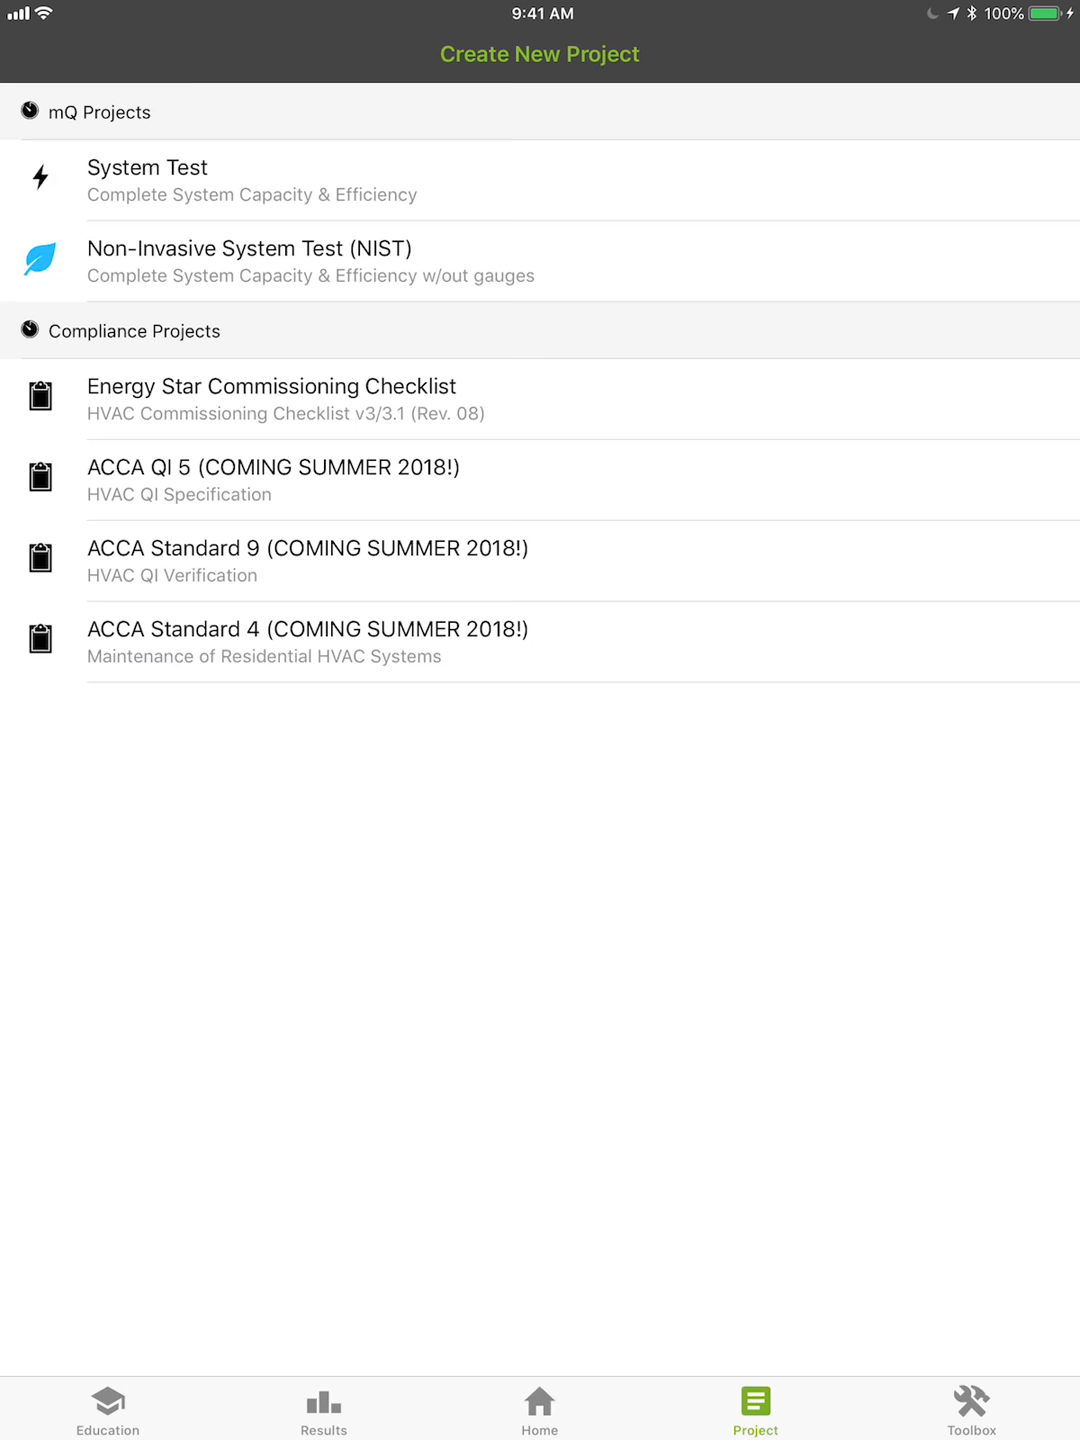 9:41 AM
100%
Create New Project
mQ Projects
System Test
Complete System Capacity & Efficiency
Non-Invasive System Test (NIST)
Complete System Capacity & Efficiency w/out gauges
Compliance Projects
Energy Star Commissioning Checklist
HVAC Commissioning Checklist v3/3.1 (Rev. 08)
ACCA QI 5 (COMING SUMMER 2018!)
HVAC QI Specification
ACCA Standard 9 (COMING SUMMER 2018!)
HVAC QI Verification
ACCA Standard 4 (COMING SUMMER 2018!)
Maintenance of Residential HVAC Systems
Education
Results
Home
Project
Toolbox